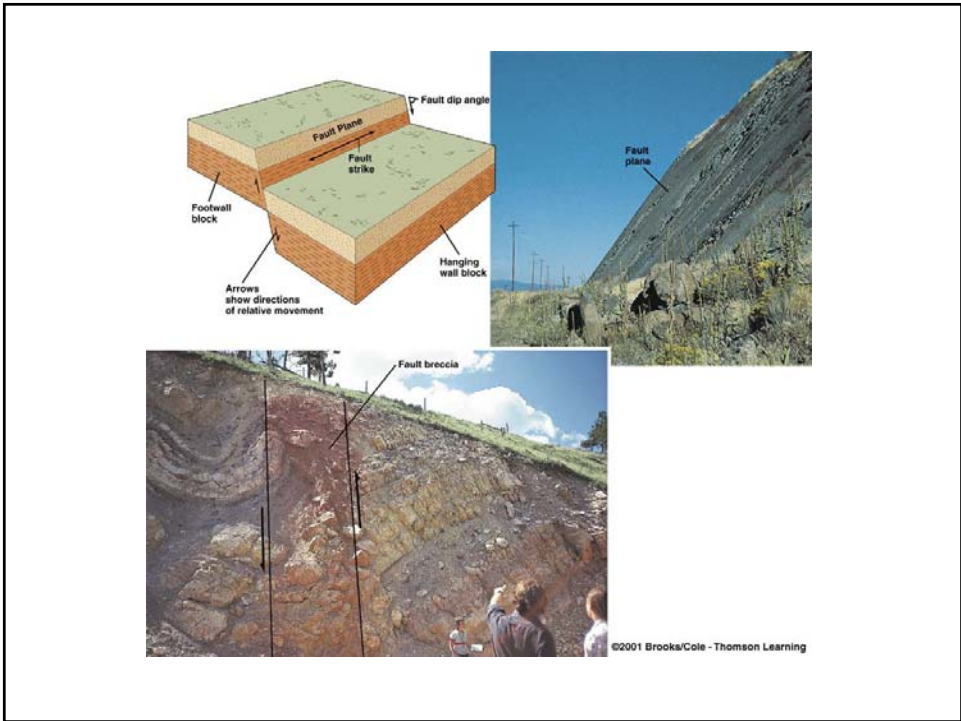 Fault dip angle
Fault Plane
Fault
strike
Footwall
block
Hanging
wall block
Arrows
show directions
of relative movement
Fault
plane
Fault breccia
©2001 Brooks/Cole - Thomson Learning